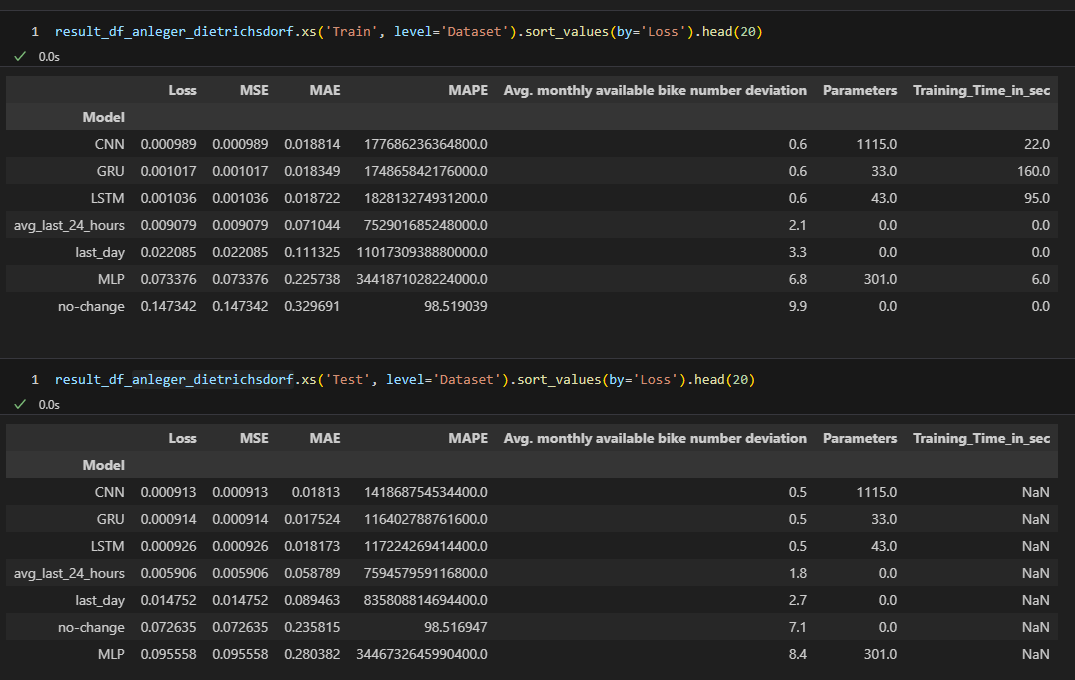 1 result_df_anleger_dietrichsdorf.xs('Train', level='Dataset').sort_values(by='Loss').head(20)
✓ 0.0s
Loss MSE MAE MAPE Avg. monthly available bike number deviation Parameters Training_Time_in_sec
Model
CNN 0.000989 0.000989 0.018814 177686236364800.0 0.6 1115.0 22.0
GRU 0.001017 0.001017 0.018349 174865842176000.0 0.6 33.0 160.0
LSTM 0.001036 0.001036 0.018722 182813274931200.0 0.6 43.0 95.0
avg_last_24_hours 0.009079 0.009079 0.071044 752901685248000.0 2.1 0.0 0.0
last_day 0.022085 0.022085 0.111325 1101730938880000.0 3.3 0.0 0.0
MLP 0.073376 0.073376 0.225738 3441871028224000.0 6.8 301.0 6.0
no-change 0.147342 0.147342 0.329691 98.519039 9.9 0.0 0.0
1 result_df_anleger_dietrichsdorf.xs('Test', level='Dataset').sort_values(by='Loss').head(20)
✓ 0.0s
Loss MSE MAE MAPE Avg. monthly available bike number deviation Parameters Training_Time_in_sec
Model
CNN 0.000913 0.000913 0.01813 141868754534400.0 0.5 1115.0 NaN
GRU 0.000914 0.000914 0.017524 116402788761600.0 0.5 33.0 NaN
LSTM 0.000926 0.000926 0.018173 117224269414400.0 0.5 43.0 NaN
avg_last_24_hours 0.005906 0.005906 0.058789 759457959116800.0 1.8 0.0 NaN
last_day 0.014752 0.014752 0.089463 835808814694400.0 2.7 0.0 NaN
no-change 0.072635 0.072635 0.235815 98.516947 7.1 0.0 NaN
MLP 0.095558 0.095558 0.280382 3446732645990400.0 8.4 301.0 NaN